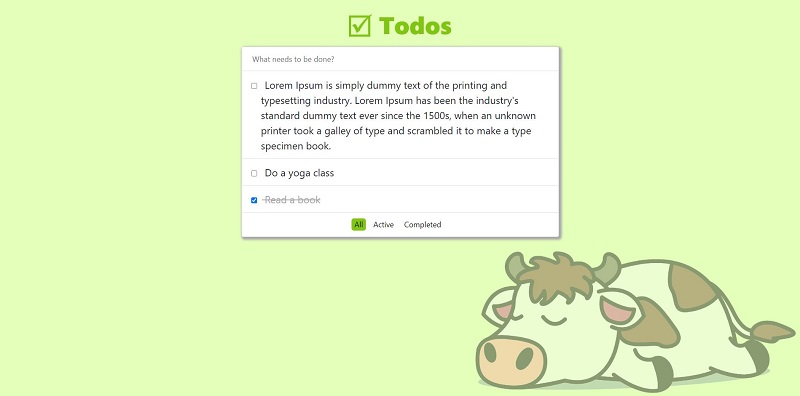 Todos
What needs to be done?
Lorem Ipsum is simply dummy text of the printing and
typesetting industry. Lorem Ipsum has been the industry's
standard dummy text ever since the 1500s, when an unknown
printer took a galley of type and scrambled it to make a type
specimen book.
Do a yoga class
Read a book
All Active Completed